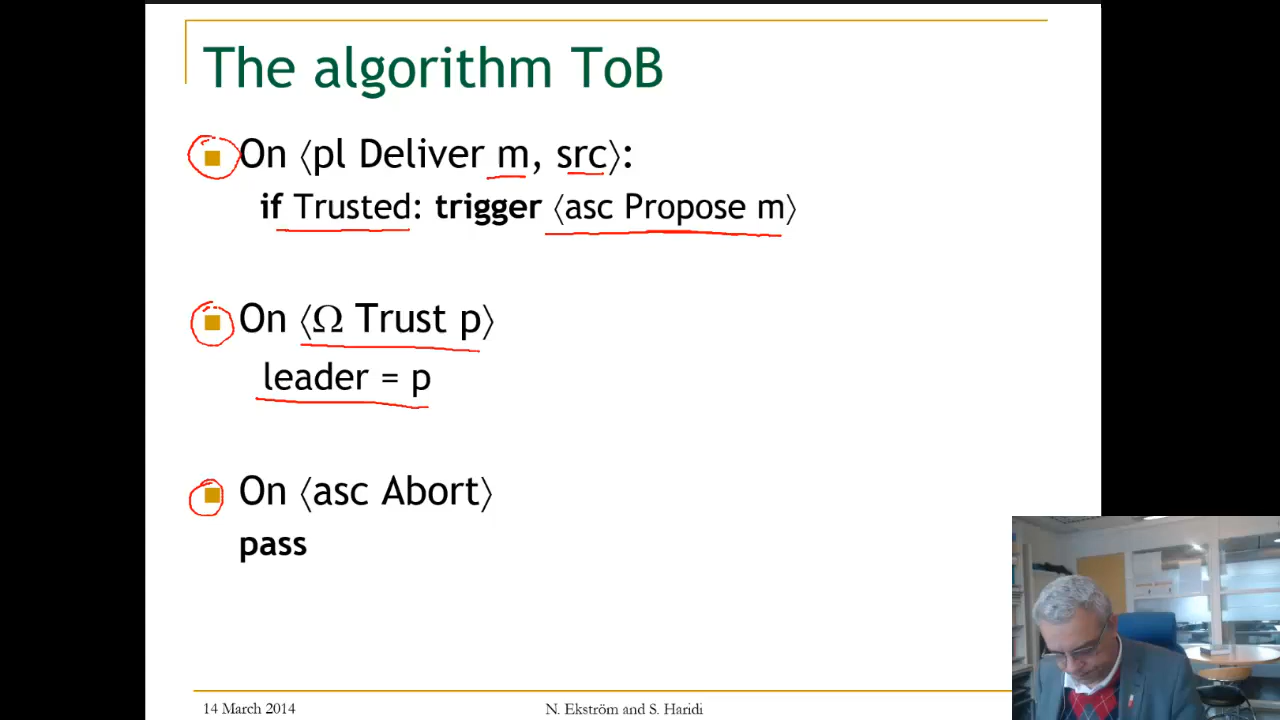 The algorithm ToB
On ⟨pl Deliver m, src⟩:
if Trusted: trigger ⟨asc Propose m⟩
On ⟨Ω Trust p⟩
leader = p
On ⟨asc Abort⟩
pass
14 March 2014
N. Ekström and S. Haridi